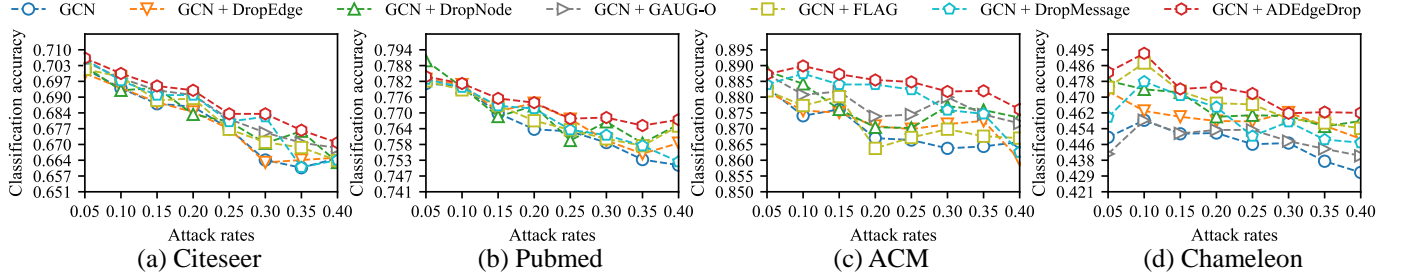 GCN GCN + DropEdge GCN + DropNode GCN + GAUG-O GCN + FLAG GCN + DropMessage GCN + ADEdgeDrop
Classification accuracy
0.710
0.703
0.697
0.690
0.684
0.677
0.670
0.664
0.657
0.651
0.05 0.10 0.15 0.20 0.25 0.30 0.35 0.40
Attack rates
(a) Citeseer
Classification accuracy
0.794
0.788
0.782
0.776
0.770
0.764
0.759
0.753
0.747
0.741
0.05 0.10 0.15 0.20 0.25 0.30 0.35 0.40
Attack rates
(b) Pubmed
Classification accuracy
0.895
0.890
0.885
0.880
0.875
0.870
0.865
0.860
0.855
0.850
0.05 0.10 0.15 0.20 0.25 0.30 0.35 0.40
Attack rates
(c) ACM
Classification accuracy
0.495
0.486
0.478
0.470
0.462
0.454
0.446
0.438
0.429
0.421
0.05 0.10 0.15 0.20 0.25 0.30 0.35 0.40
Attack rates
(d) Chameleon